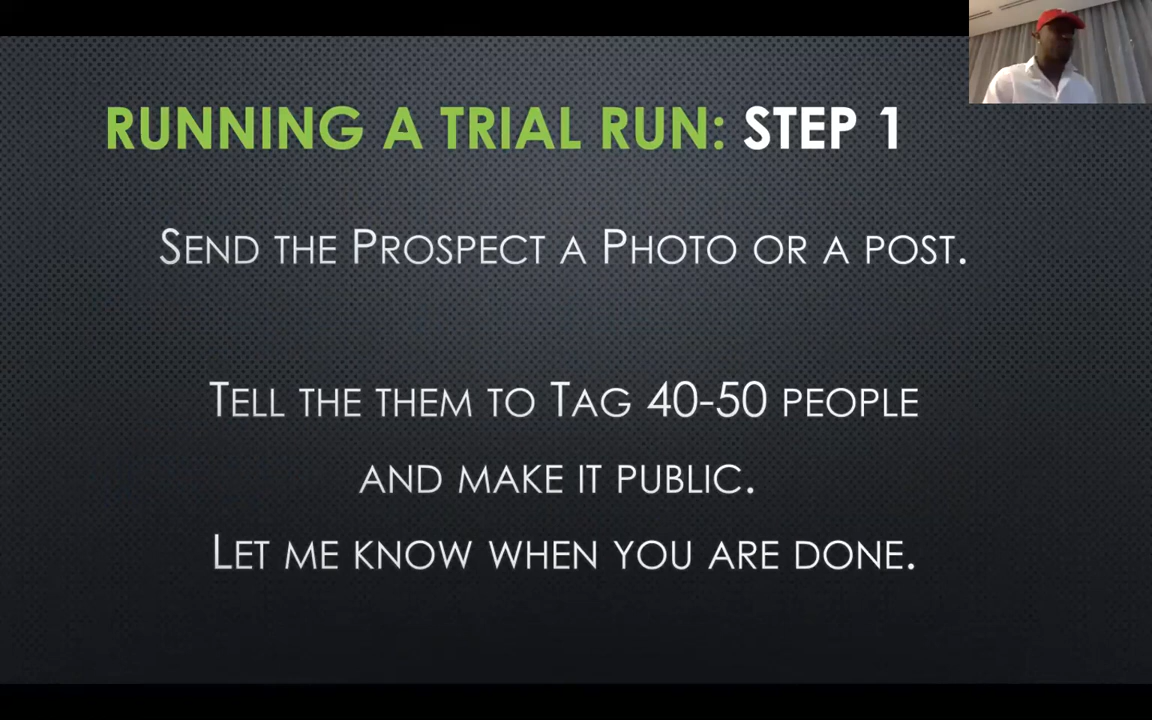 RUNNING A TRIAL RUN: STEP 1
SEND THE PROSPECT A PHOTO OR A POST.
TELL THE THEM TO TAG 40-50 PEOPLE
AND MAKE IT PUBLIC.
LET ME KNOW WHEN YOU ARE DONE.